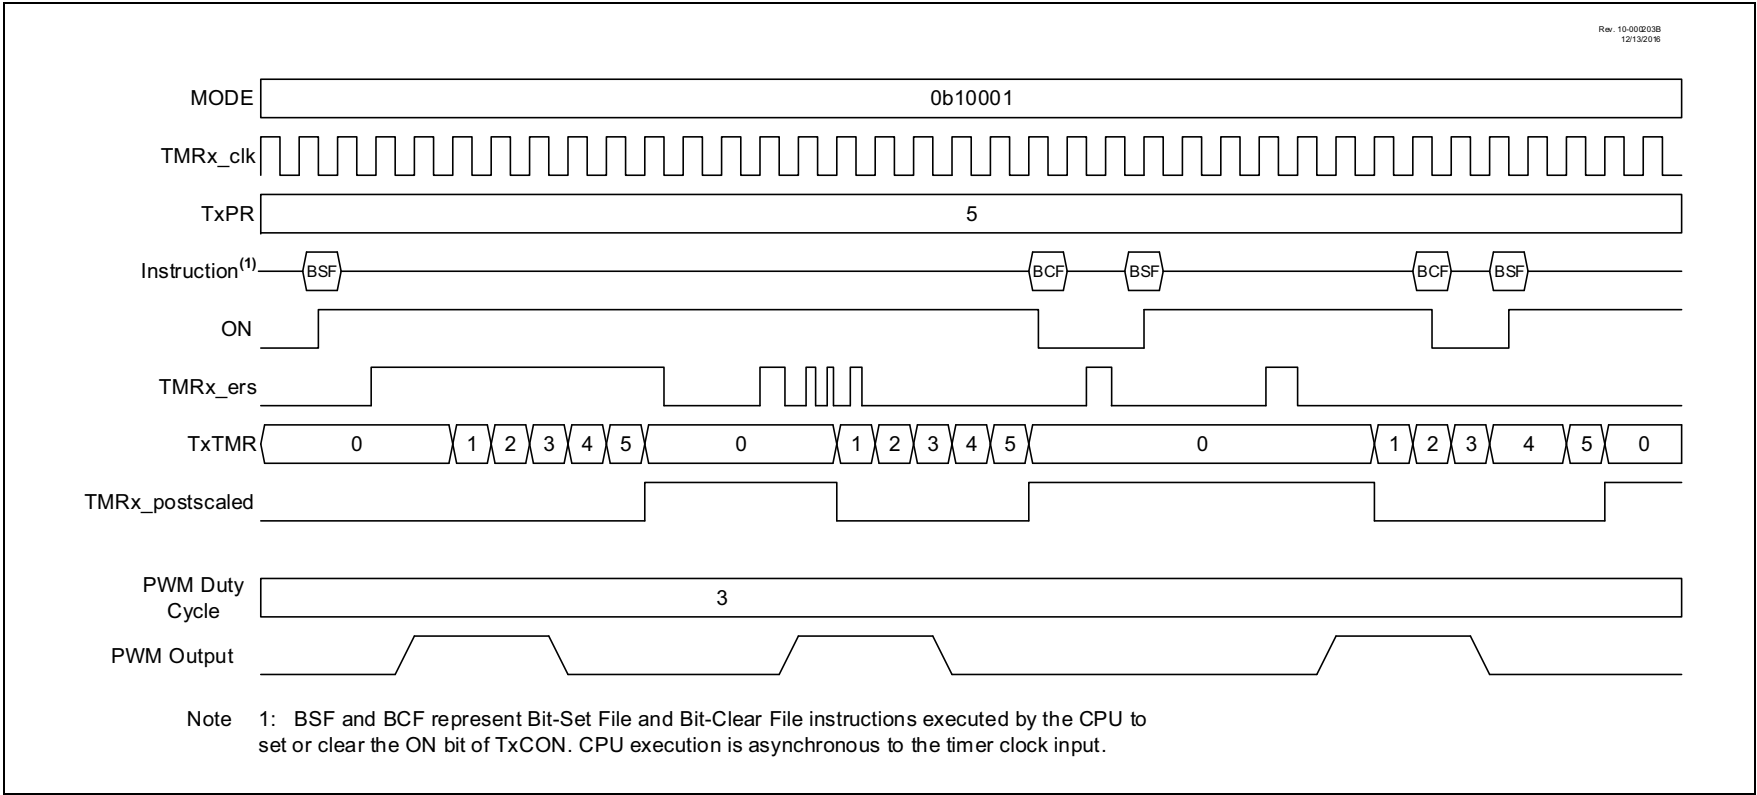 Rev. 10-000203B
12/13/2016
MODE 0b10001
TMRx_clk
TxPR 5
Instruction(1) BSF BCF BSF BCF BSF
ON
TMRx_ers
TxTMR 0 1 2 3 4 5 0 1 2 3 4 5 0 1 2 3 4 5 0
TMRx_postscaled
PWM Duty
Cycle 3
PWM Output
Note 1: BSF and BCF represent Bit-Set File and Bit-Clear File instructions executed by the CPU to
set or clear the ON bit of TxCON. CPU execution is asynchronous to the timer clock input.